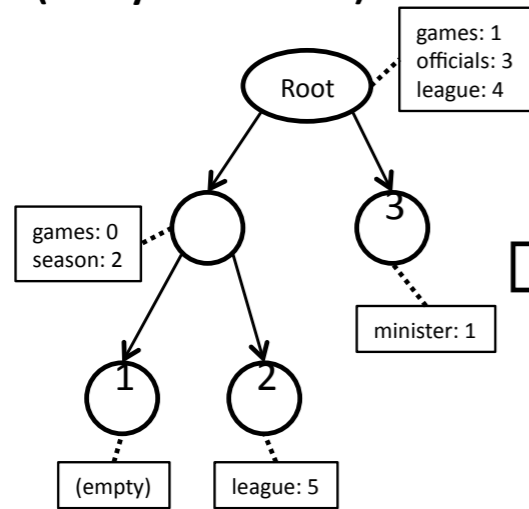 games: 1
officials: 3
league: 4
Root
3
games: 0
season: 2
minister: 1
1
2
(empty)
league: 5